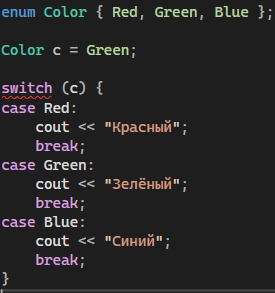 enum Color { Red, Green, Blue };
Color c = Green;
switch (c) {
case Red:
    cout << "Красный";
    break;
case Green:
    cout << "Зелёный";
    break;
case Blue:
    cout << "Синий";
    break;
}